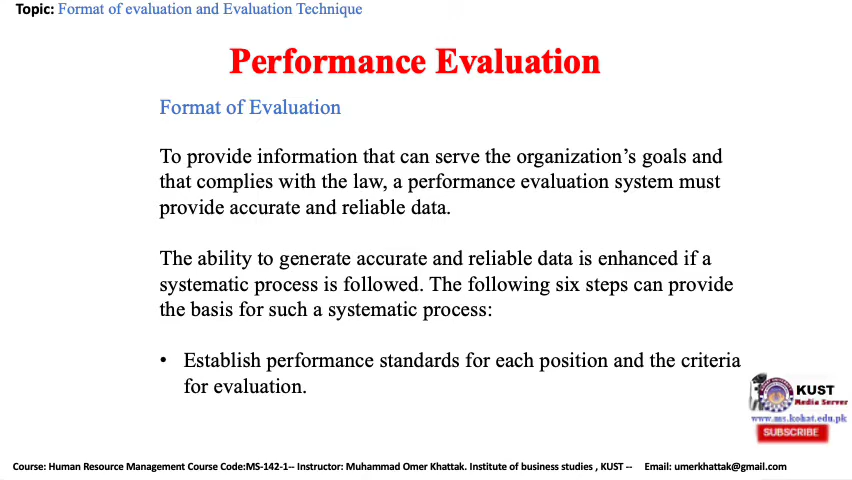 Topic: Format of evaluation and Evaluation Technique
Performance Evaluation
Format of Evaluation
To provide information that can serve the organization's goals and
that complies with the law, a performance evaluation system must
provide accurate and reliable data.
The ability to generate accurate and reliable data is enhanced if a
systematic process is followed. The following six steps can provide
the basis for such a systematic process:
• Establish performance standards for each position and the criteria
for evaluation.
KUST
Media Server
www.ms.kohat.edu.pk
SUBSCRIBE
Course: Human Resource Management Course Code:MS-142-1-- Instructor: Muhammad Omer Khattak. Institute of business studies , KUST -- Email: umerkhattak@gmail.com